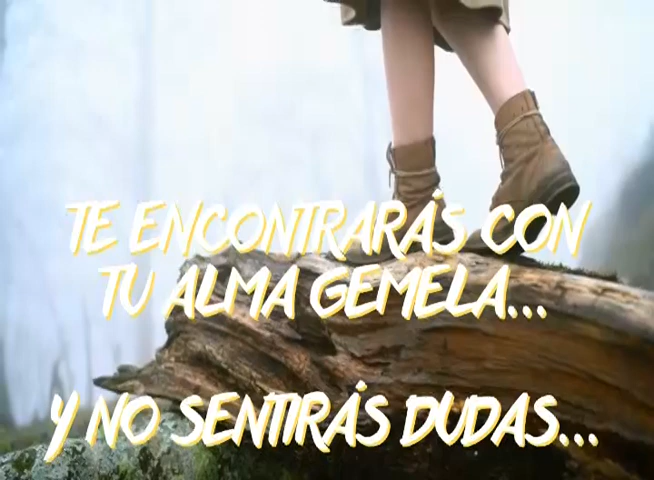 TE ENCONTRARÁS CON
TU ALMA GEMELA...
Y NO SENTIRÁS DUDAS...